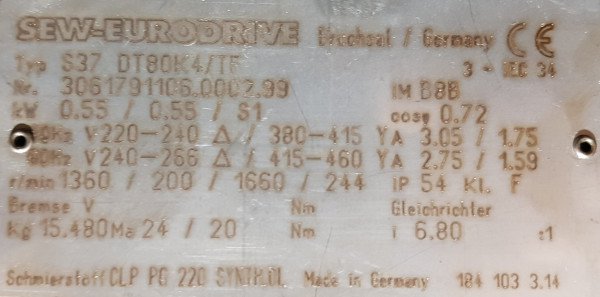 SEW-EURODRIVE Bruchsal / Germany CE
Typ S37 DT80K4/TF 3 ~ IEC 34
Nr. 3061791106.0002.99 IM B8B
kW 0.55 / 0.55 / S1 cosφ 0.72
50Hz V 220-240 Δ / 380-415 Y A 3.05 / 1.75
60Hz V 240-266 Δ / 415-460 Y A 2.75 / 1.59
r/min 1360 / 200 / 1660 / 244 IP 54 Kl. F
Bremse V Nm Gleichrichter
Kg 15.480 Ma 24 / 20 Nm i 6.80 :1
Schmierstoff CLP PG 220 SYNTH.ÖL Made in Germany 184 103 3.14